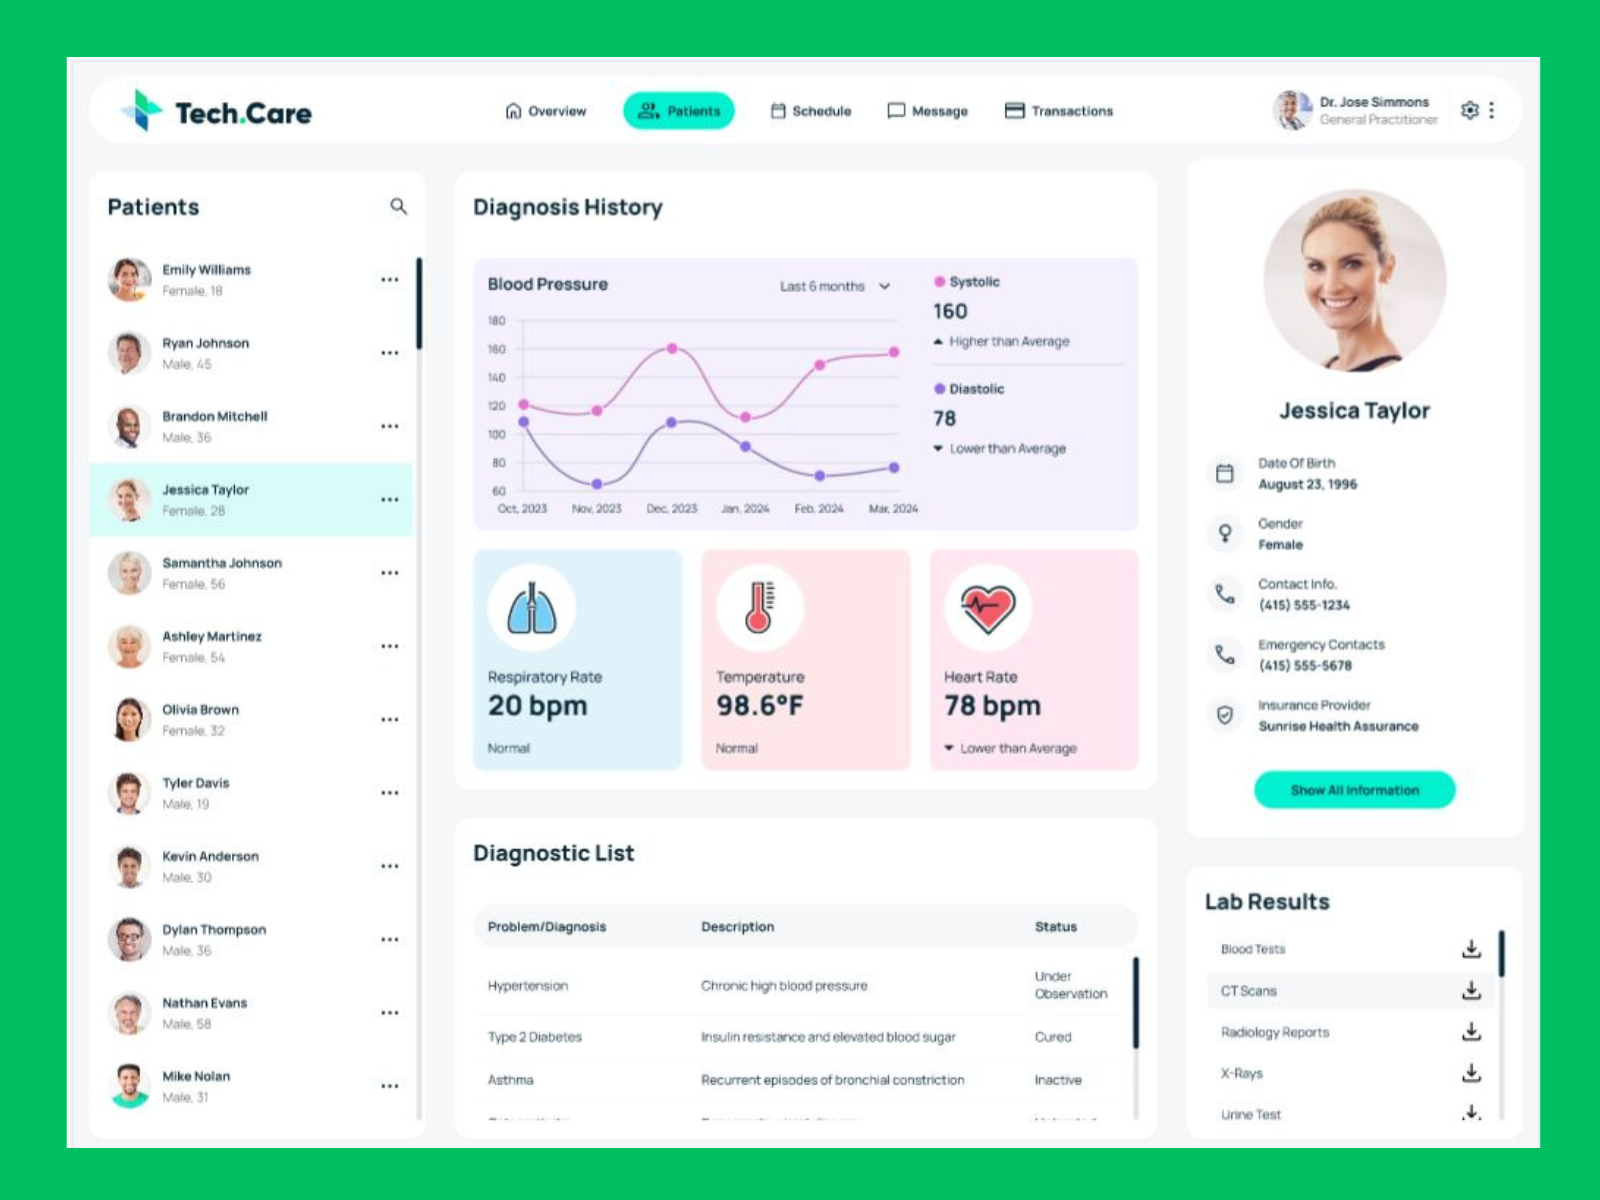 Tech.Care
Overview
Patients
Schedule
Message
Transactions
Dr. Jose Simmons
General Practitioner
Patients
Emily Williams
Female, 18
Ryan Johnson
Male, 45
Brandon Mitchell
Male, 36
Jessica Taylor
Female, 28
Samantha Johnson
Female, 56
Ashley Martinez
Female, 54
Olivia Brown
Female, 32
Tyler Davis
Male, 19
Kevin Anderson
Male, 30
Dylan Thompson
Male, 36
Nathan Evans
Male, 58
Mike Nolan
Male, 31
Diagnosis History
Blood Pressure
Last 6 months
180
160
140
120
100
80
60
Oct, 2023 Nov, 2023 Dec, 2023 Jan, 2024 Feb, 2024 Mar, 2024
Systolic
160
Higher than Average
Diastolic
78
Lower than Average
Respiratory Rate
20 bpm
Normal
Temperature
98.6°F
Normal
Heart Rate
78 bpm
Lower than Average
Diagnostic List
Problem/Diagnosis Description Status
Hypertension Chronic high blood pressure Under
Observation
Type 2 Diabetes Insulin resistance and elevated blood sugar Cured
Asthma Recurrent episodes of bronchial constriction Inactive
Jessica Taylor
Date Of Birth
August 23, 1996
Gender
Female
Contact Info.
(415) 555-1234
Emergency Contacts
(415) 555-5678
Insurance Provider
Sunrise Health Assurance
Show All Information
Lab Results
Blood Tests
CT Scans
Radiology Reports
X-Rays
Urine Test